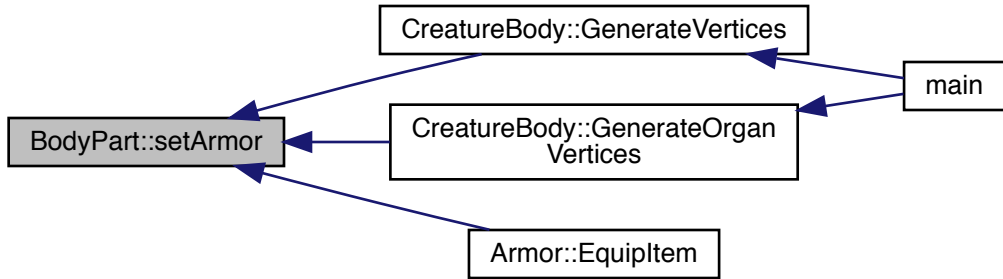 CreatureBody::GenerateVertices
main
BodyPart::setArmor
CreatureBody::GenerateOrgan
Vertices
Armor::EquipItem